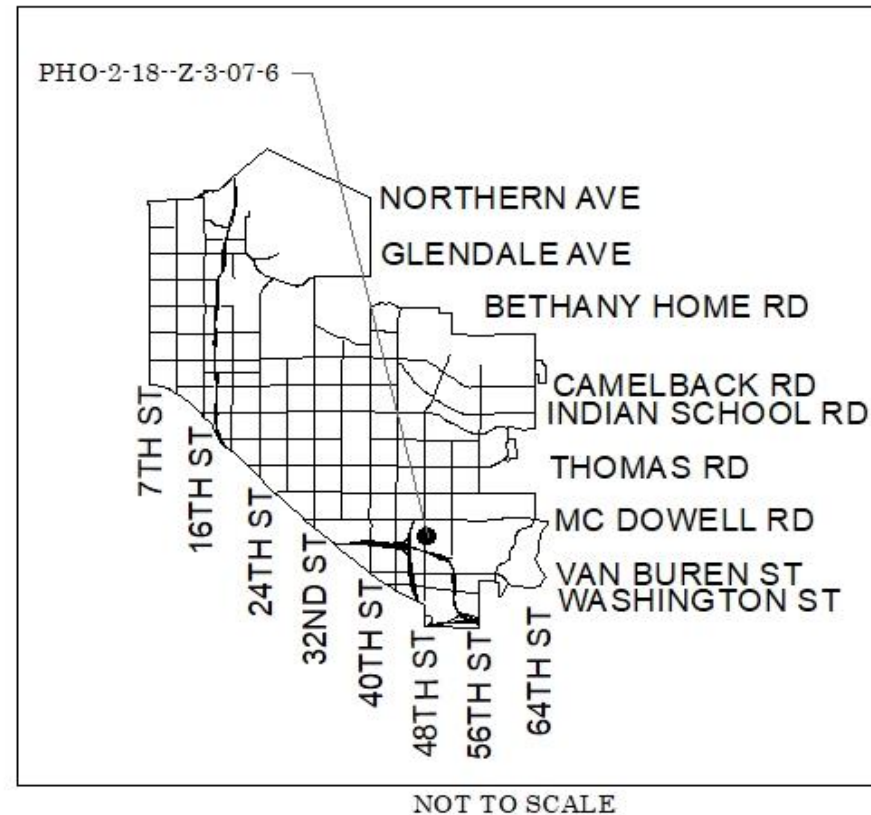 PHO-2-18--Z-3-07-6
NORTHERN AVE
GLENDALE AVE
BETHANY HOME RD
CAMELBACK RD
INDIAN SCHOOL RD
THOMAS RD
MC DOWELL RD
VAN BUREN ST
WASHINGTON ST
7TH ST
16TH ST
24TH ST
32ND ST
40TH ST
48TH ST
56TH ST
64TH ST
NOT TO SCALE